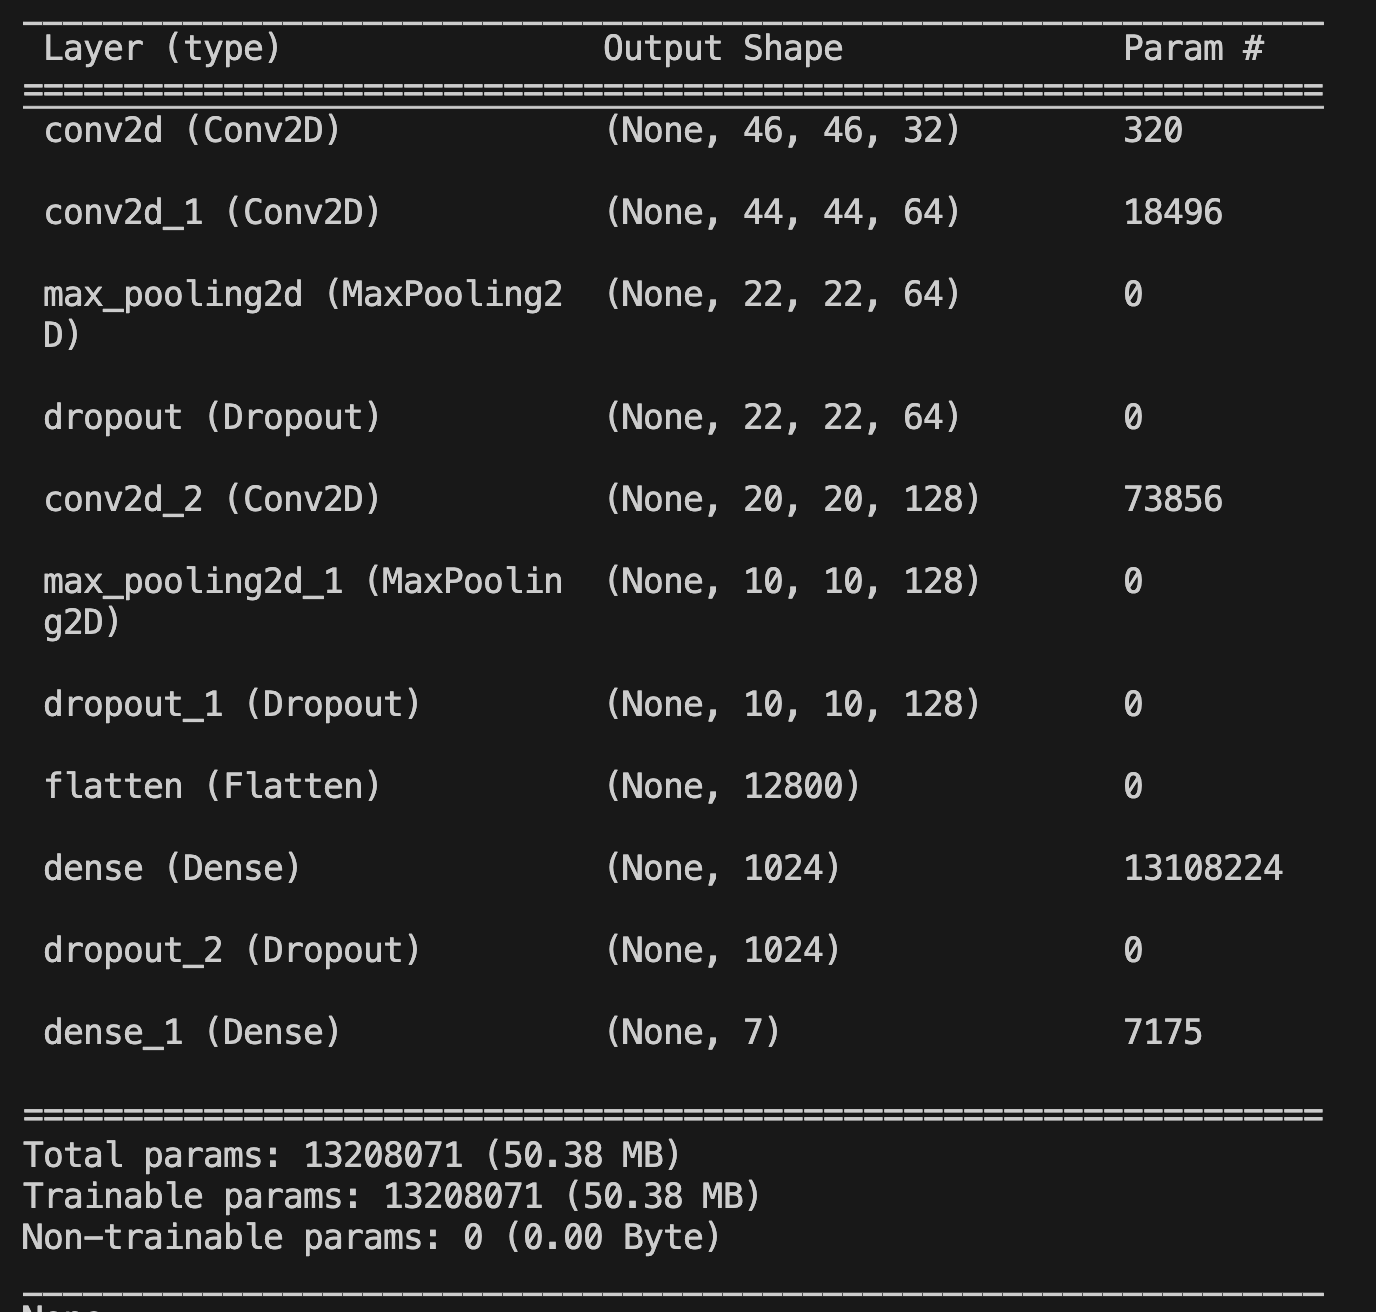 Layer (type) Output Shape Param #
=================================================================
conv2d (Conv2D) (None, 46, 46, 32) 320
conv2d_1 (Conv2D) (None, 44, 44, 64) 18496
max_pooling2d (MaxPooling2 (None, 22, 22, 64) 0
D)
dropout (Dropout) (None, 22, 22, 64) 0
conv2d_2 (Conv2D) (None, 20, 20, 128) 73856
max_pooling2d_1 (MaxPoolin (None, 10, 10, 128) 0
g2D)
dropout_1 (Dropout) (None, 10, 10, 128) 0
flatten (Flatten) (None, 12800) 0
dense (Dense) (None, 1024) 13108224
dropout_2 (Dropout) (None, 1024) 0
dense_1 (Dense) (None, 7) 7175
=================================================================
Total params: 13208071 (50.38 MB)
Trainable params: 13208071 (50.38 MB)
Non-trainable params: 0 (0.00 Byte)